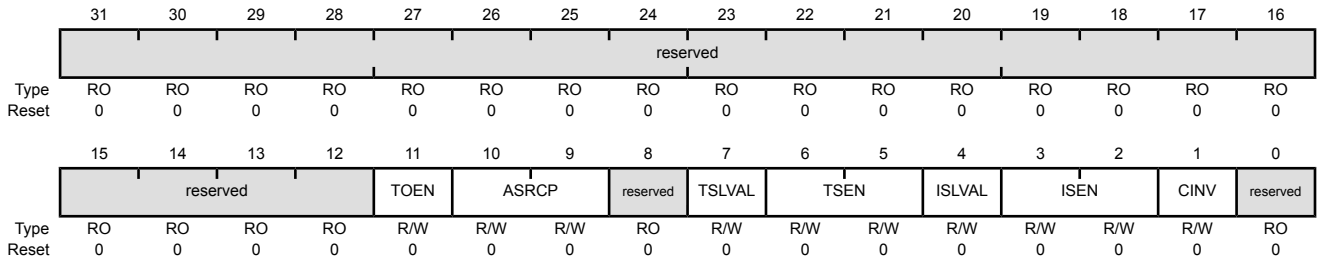 31 30 29 28 27 26 25 24 23 22 21 20 19 18 17 16
reserved
Type RO RO RO RO RO RO RO RO RO RO RO RO RO RO RO RO
Reset 0 0 0 0 0 0 0 0 0 0 0 0 0 0 0 0
15 14 13 12 11 10 9 8 7 6 5 4 3 2 1 0
reserved TOEN ASRCP reserved TSLVAL TSEN ISLVAL ISEN CINV reserved
Type RO RO RO RO R/W R/W R/W RO R/W R/W R/W R/W R/W R/W R/W RO
Reset 0 0 0 0 0 0 0 0 0 0 0 0 0 0 0 0